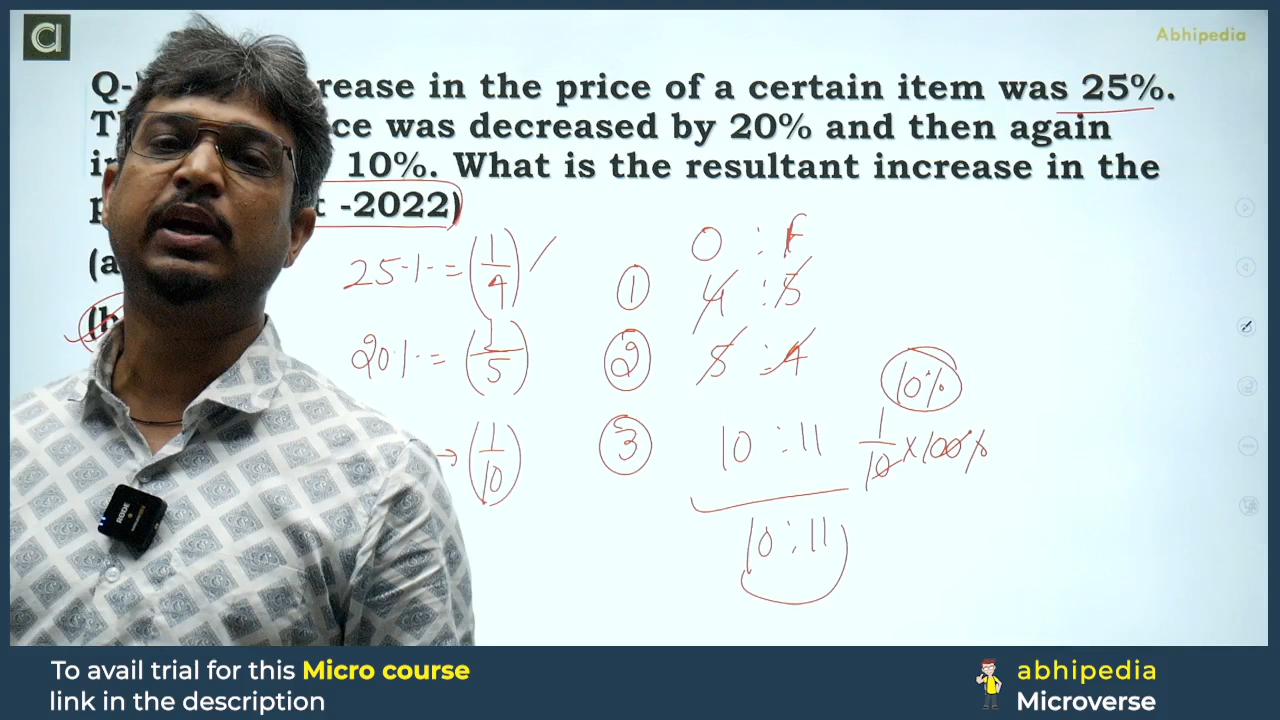 Abhipedia
Q- rease in the price of a certain item was 25%.
T ce was decreased by 20% and then again
i 10%. What is the resultant increase in the
p t -2022)
(a
(b
25·1· = (1/4) ✓
20·1· = (1/5)
→ (1/10)
O : F
① 4 : 5
② 5 : 4
10%
③ 10 : 11 1/10 × 100%
10 : 11
RODE
To avail trial for this Micro course
link in the description
abhipedia
Microverse